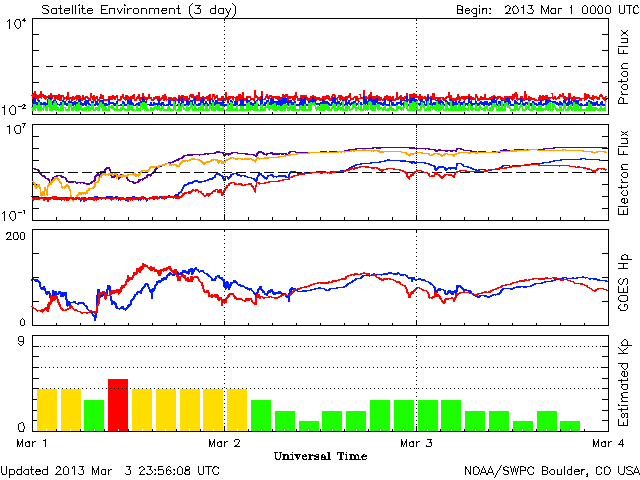 Satellite Environment (3 day) Begin: 2013 Mar 1 0000 UTC
10^4
10^-2
Proton Flux
10^7
10^-1
Electron Flux
200
0
GOES Hp
9
0
Estimated Kp
Mar 1 Mar 2 Mar 3 Mar 4
Universal Time
Updated 2013 Mar 3 23:56:08 UTC NOAA/SWPC Boulder, CO USA